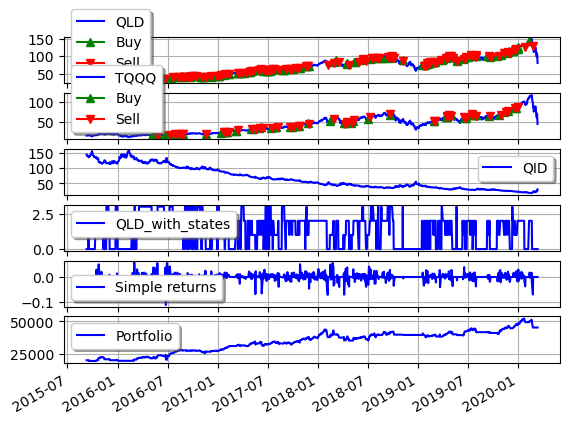 QLD
Buy
Sell
150
100
50
TQQQ
Buy
Sell
100
50
150
100
50
QID
2.5
0.0
QLD_with_states
0.0
−0.1
Simple returns
50000
25000
Portfolio
2015-07
2016-01
2016-07
2017-01
2017-07
2018-01
2018-07
2019-01
2019-07
2020-01